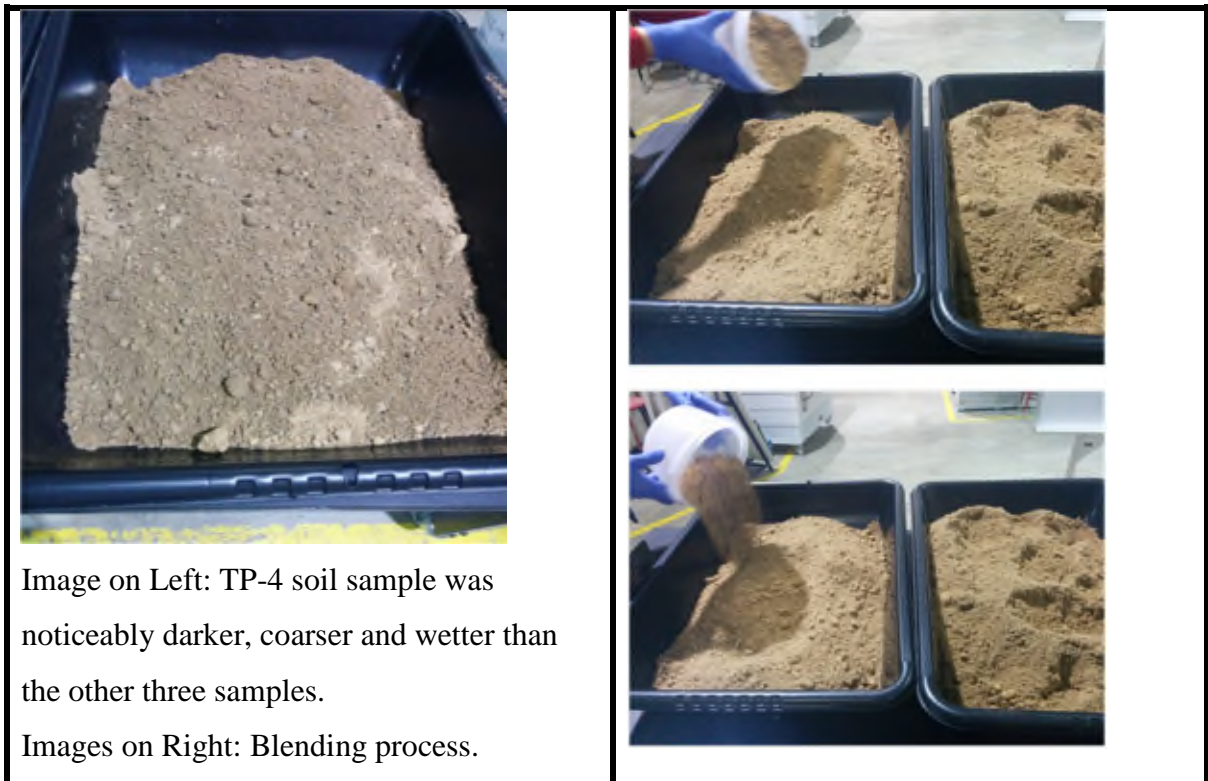 Image on Left: TP-4 soil sample was
noticeably darker, coarser and wetter than
the other three samples.
Images on Right: Blending process.